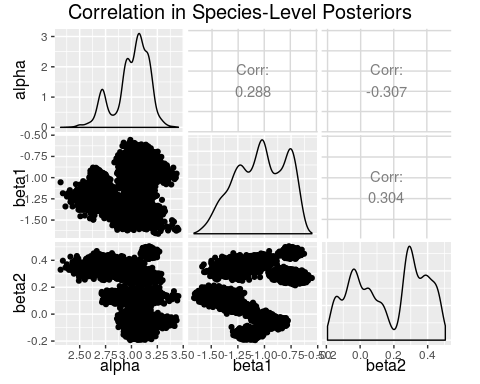 Correlation in Species-Level Posteriors
alpha
3
2
1
0
Corr:
0.288
Corr:
-0.307
beta1
-0.50
-0.75
-1.00
-1.25
-1.50
Corr:
0.304
beta2
0.4
0.2
0.0
-0.2
2.50 2.75 3.00 3.25 3.50
-1.50 -1.25 -1.00 -0.75 -0.50
-0.2 0.0 0.2 0.4
alpha beta1 beta2